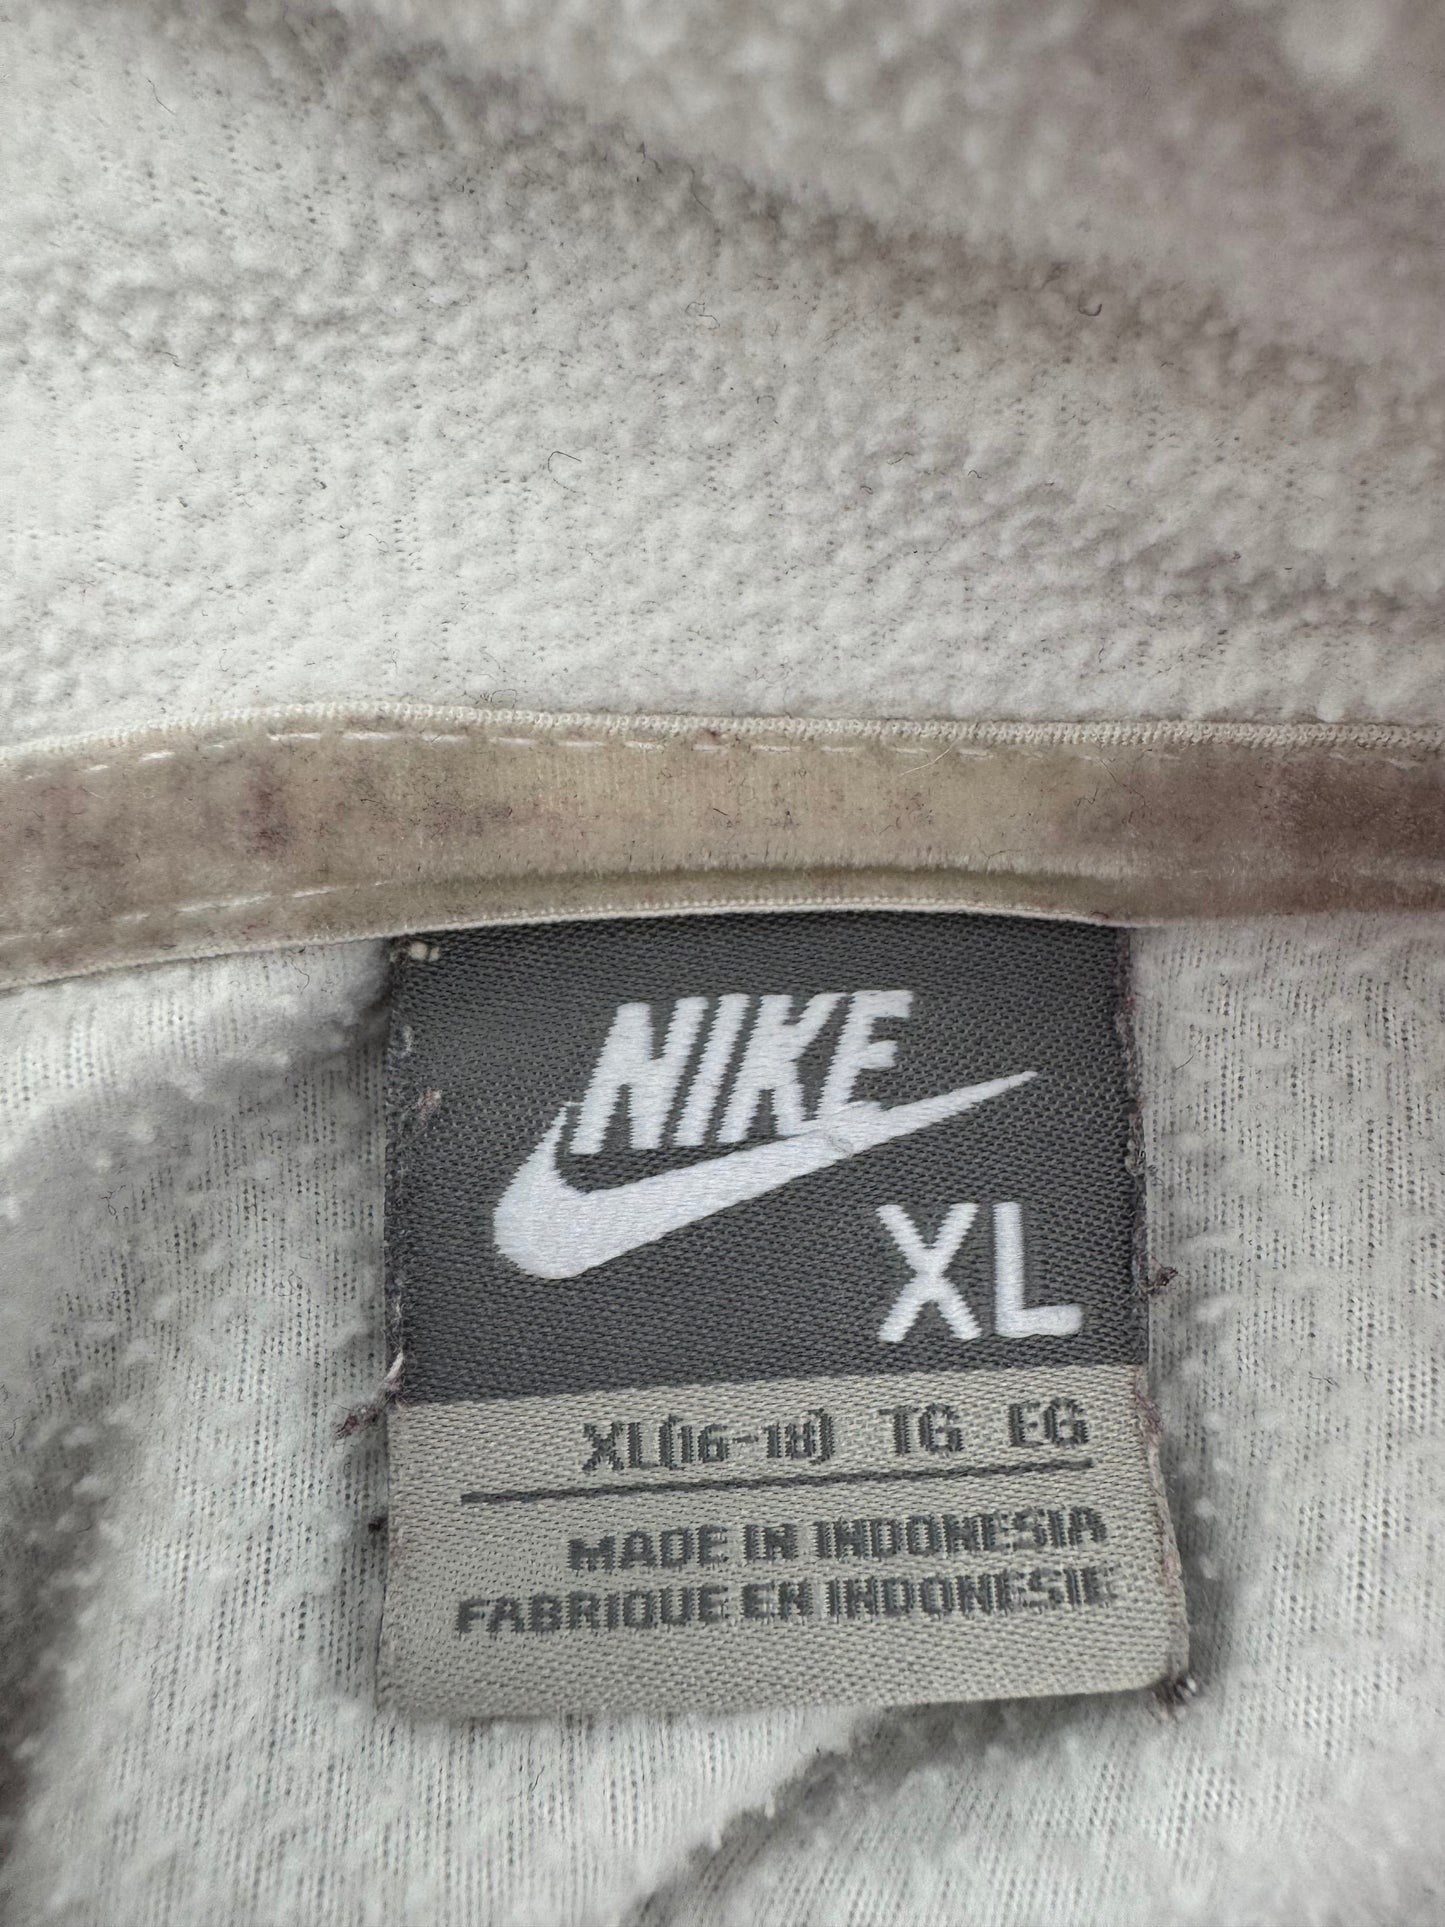 NIKE
XL
XL(16-18) TG EG
MADE IN INDONESIA
FABRIQUE EN INDONESIE